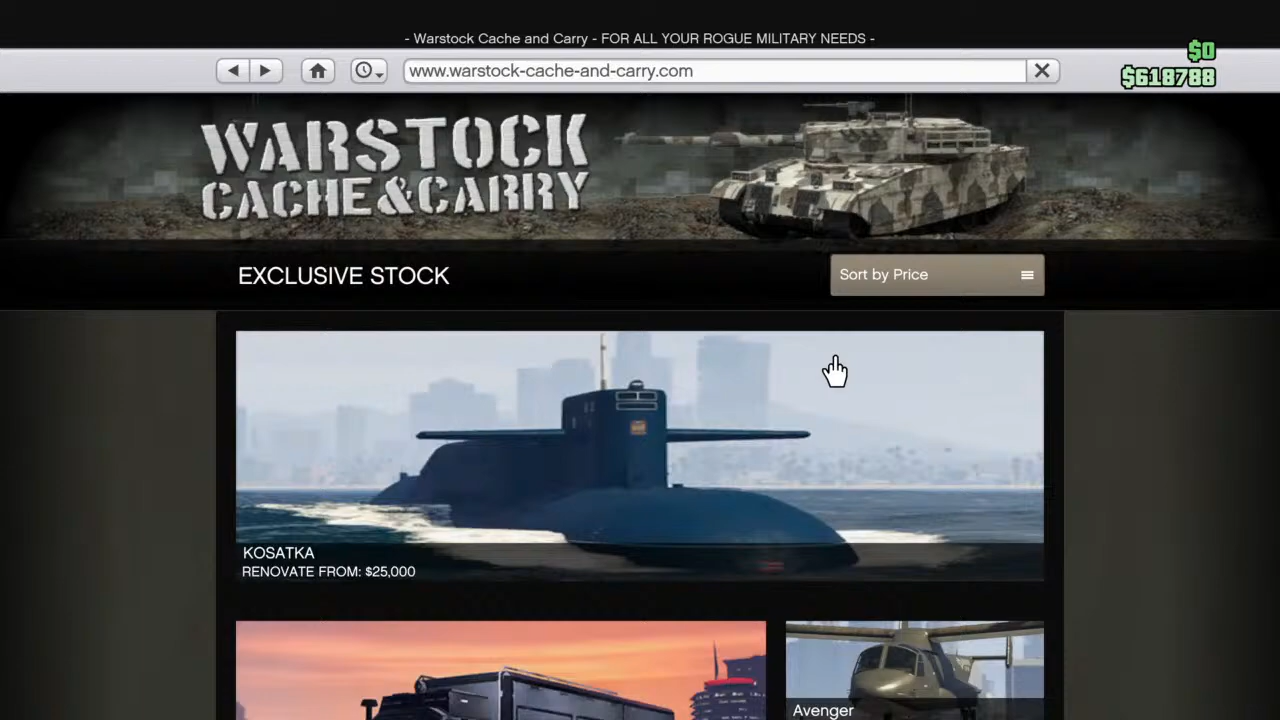 - Warstock Cache and Carry - FOR ALL YOUR ROGUE MILITARY NEEDS -
$0
www.warstock-cache-and-carry.com
$618788
WARSTOCK
CACHE&CARRY
EXCLUSIVE STOCK
Sort by Price
KOSATKA
RENOVATE FROM: $25,000
Avenger